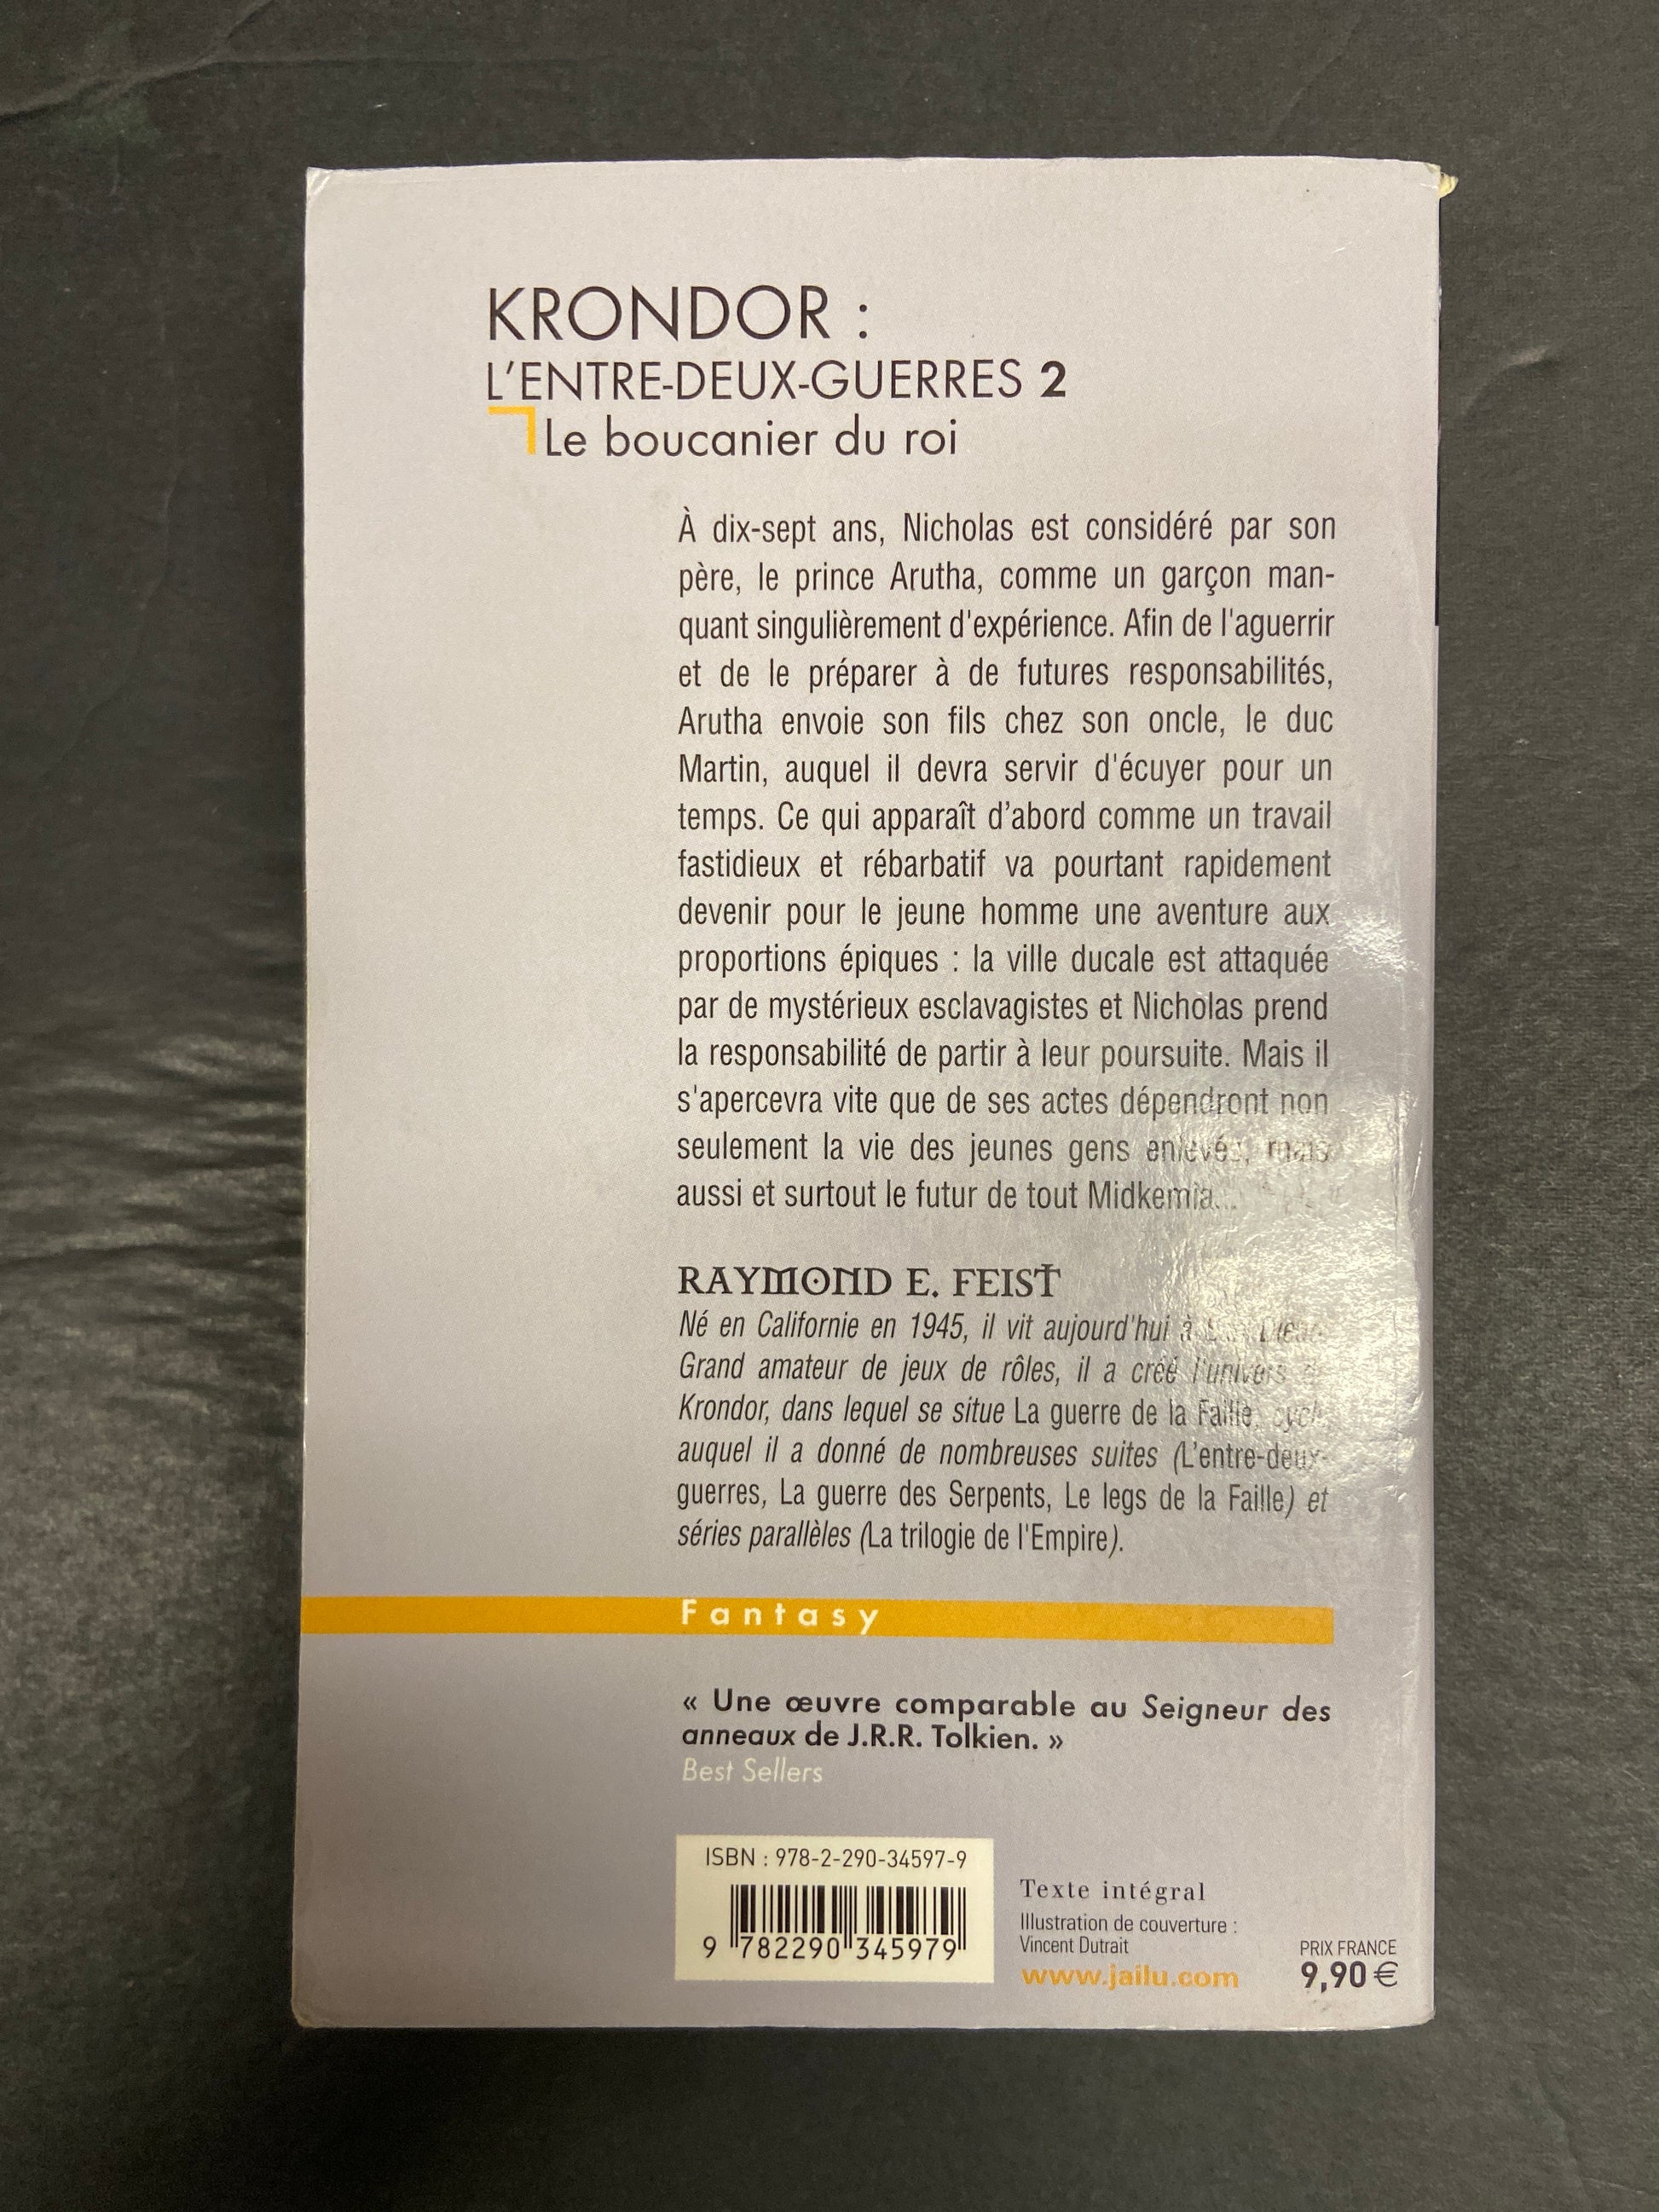 KRONDOR :
L'ENTRE-DEUX-GUERRES 2
Le boucanier du roi
À dix-sept ans, Nicholas est considéré par son
père, le prince Arutha, comme un garçon man-
quant singulièrement d'expérience. Afin de l'aguerrir
et de le préparer à de futures responsabilités,
Arutha envoie son fils chez son oncle, le duc
Martin, auquel il devra servir d'écuyer pour un
temps. Ce qui apparaît d’abord comme un travail
fastidieux et rébarbatif va pourtant rapidement
devenir pour le jeune homme une aventure aux
proportions épiques : la ville ducale est attaquée
par de mystérieux esclavagistes et Nicholas prend
la responsabilité de partir à leur poursuite. Mais il
s'apercevra vite que de ses actes dépendront non
seulement la vie des jeunes gens enlevés, mais
aussi et surtout le futur de tout Midkemia...
RAYMOND E. FEIST
Né en Californie en 1945, il vit aujourd'hui à
Grand amateur de jeux de rôles, il a créé l'univers
Krondor, dans lequel se situe La guerre de la Faille, cycle
auquel il a donné de nombreuses suites (L'entre-deux-
guerres, La guerre des Serpents, Le legs de la Faille) et
séries parallèles (La trilogie de l'Empire).
Fantasy
« Une œuvre comparable au Seigneur des
anneaux de J.R.R. Tolkien. »
Best Sellers
ISBN : 978-2-290-34597-9
9 782290 345979
Texte intégral
Illustration de couverture :
Vincent Dutrait
www.jailu.com
PRIX FRANCE
9,90 €